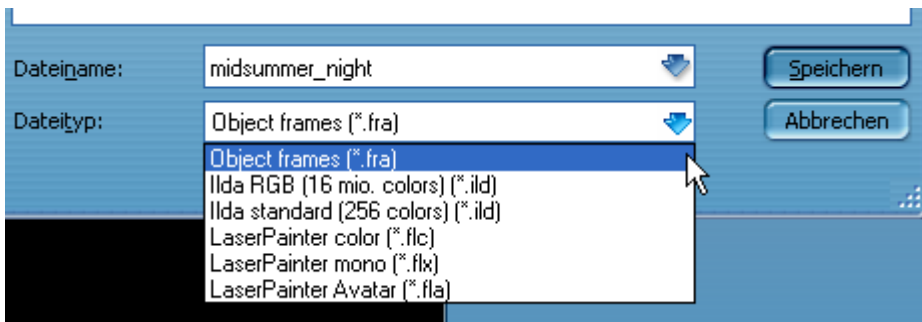 Dateiname: midsummer_night Speichern
Dateityp: Object frames (*.fra) Abbrechen
Object frames (*.fra)
Ilda RGB (16 mio. colors) (*.ild)
Ilda standard (256 colors) (*.ild)
LaserPainter color (*.flc)
LaserPainter mono (*.flx)
LaserPainter Avatar (*.fla)